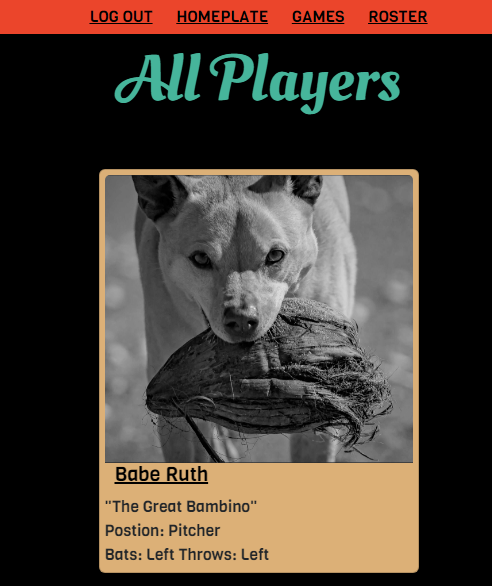 LOG OUT HOMEPLATE GAMES ROSTER
All Players
Babe Ruth
"The Great Bambino"
Postion: Pitcher
Bats: Left Throws: Left